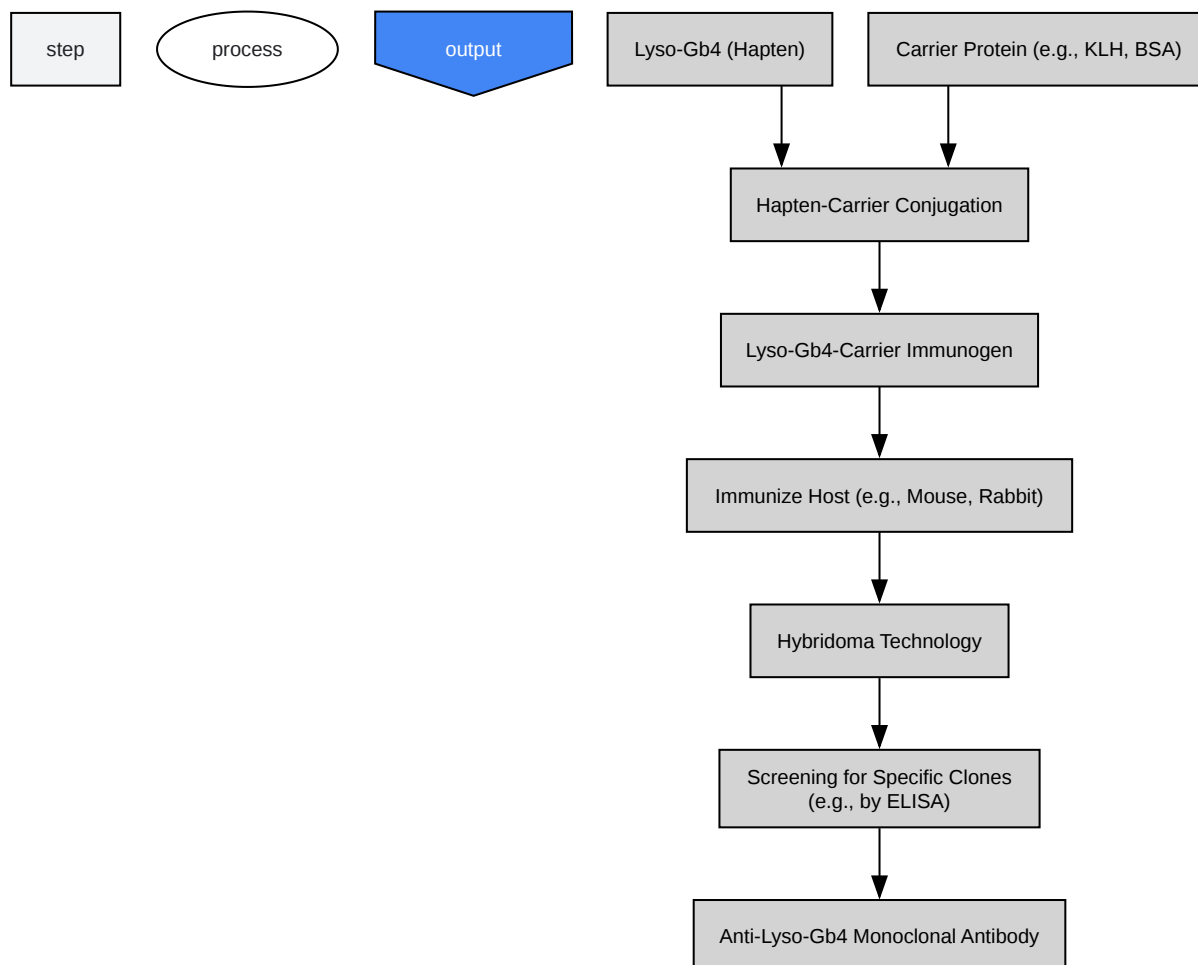 step
process
output
Lyso-Gb4 (Hapten)
Carrier Protein (e.g., KLH, BSA)
Hapten-Carrier Conjugation
Lyso-Gb4-Carrier Immunogen
Immunize Host (e.g., Mouse, Rabbit)
Hybridoma Technology
Screening for Specific Clones
(e.g., by ELISA)
Anti-Lyso-Gb4 Monoclonal Antibody